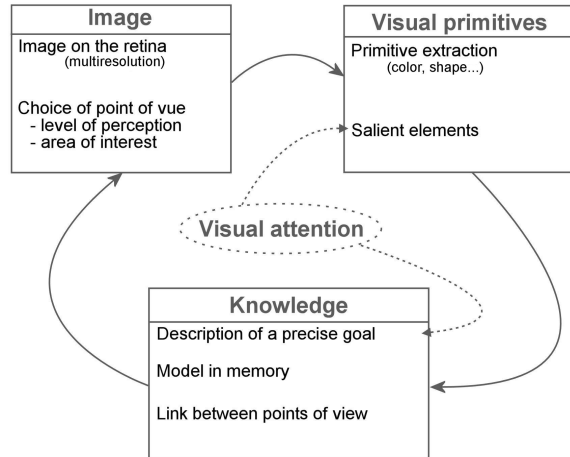 Image
Image on the retina
(multiresolution)
Choice of point of vue
- level of perception
- area of interest
Visual primitives
Primitive extraction
(color, shape...)
Salient elements
Visual attention
Knowledge
Description of a precise goal
Model in memory
Link between points of view